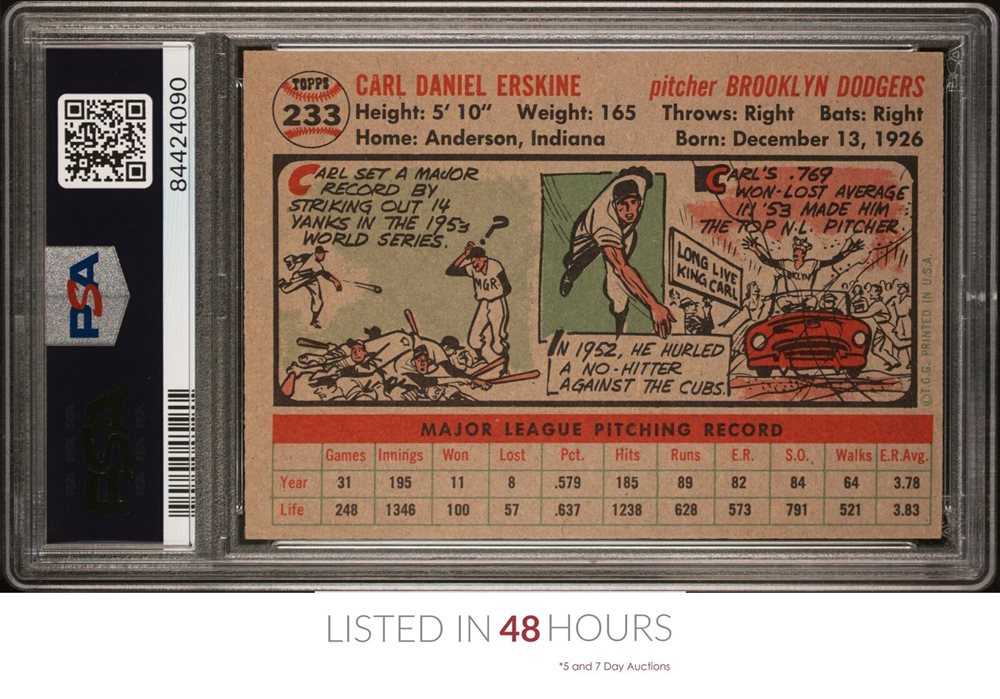 84424090
PSA
PSA
TOPPS
233
CARL DANIEL ERSKINE pitcher BROOKLYN DODGERS
Height: 5' 10" Weight: 165 Throws: Right Bats: Right
Home: Anderson, Indiana Born: December 13, 1926
CARL SET A MAJOR
RECORD BY
STRIKING OUT 14
YANKS IN THE 1953
WORLD SERIES.
?
MGR.
IN 1952, HE HURLED
A NO-HITTER
AGAINST THE CUBS.
CARL'S .769
WON-LOST AVERAGE
IN '53 MADE HIM
THE TOP N.L. PITCHER.
LONG LIVE
KING CARL
©T.C.G. PRINTED IN U.S.A.
MAJOR LEAGUE PITCHING RECORD
Games Innings Won Lost Pct. Hits Runs E.R. S.O. Walks E.R.Avg.
Year 31 195 11 8 .579 185 89 82 84 64 3.78
Life 248 1346 100 57 .637 1238 628 573 791 521 3.83
LISTED IN 48 HOURS
*5 and 7 Day Auctions